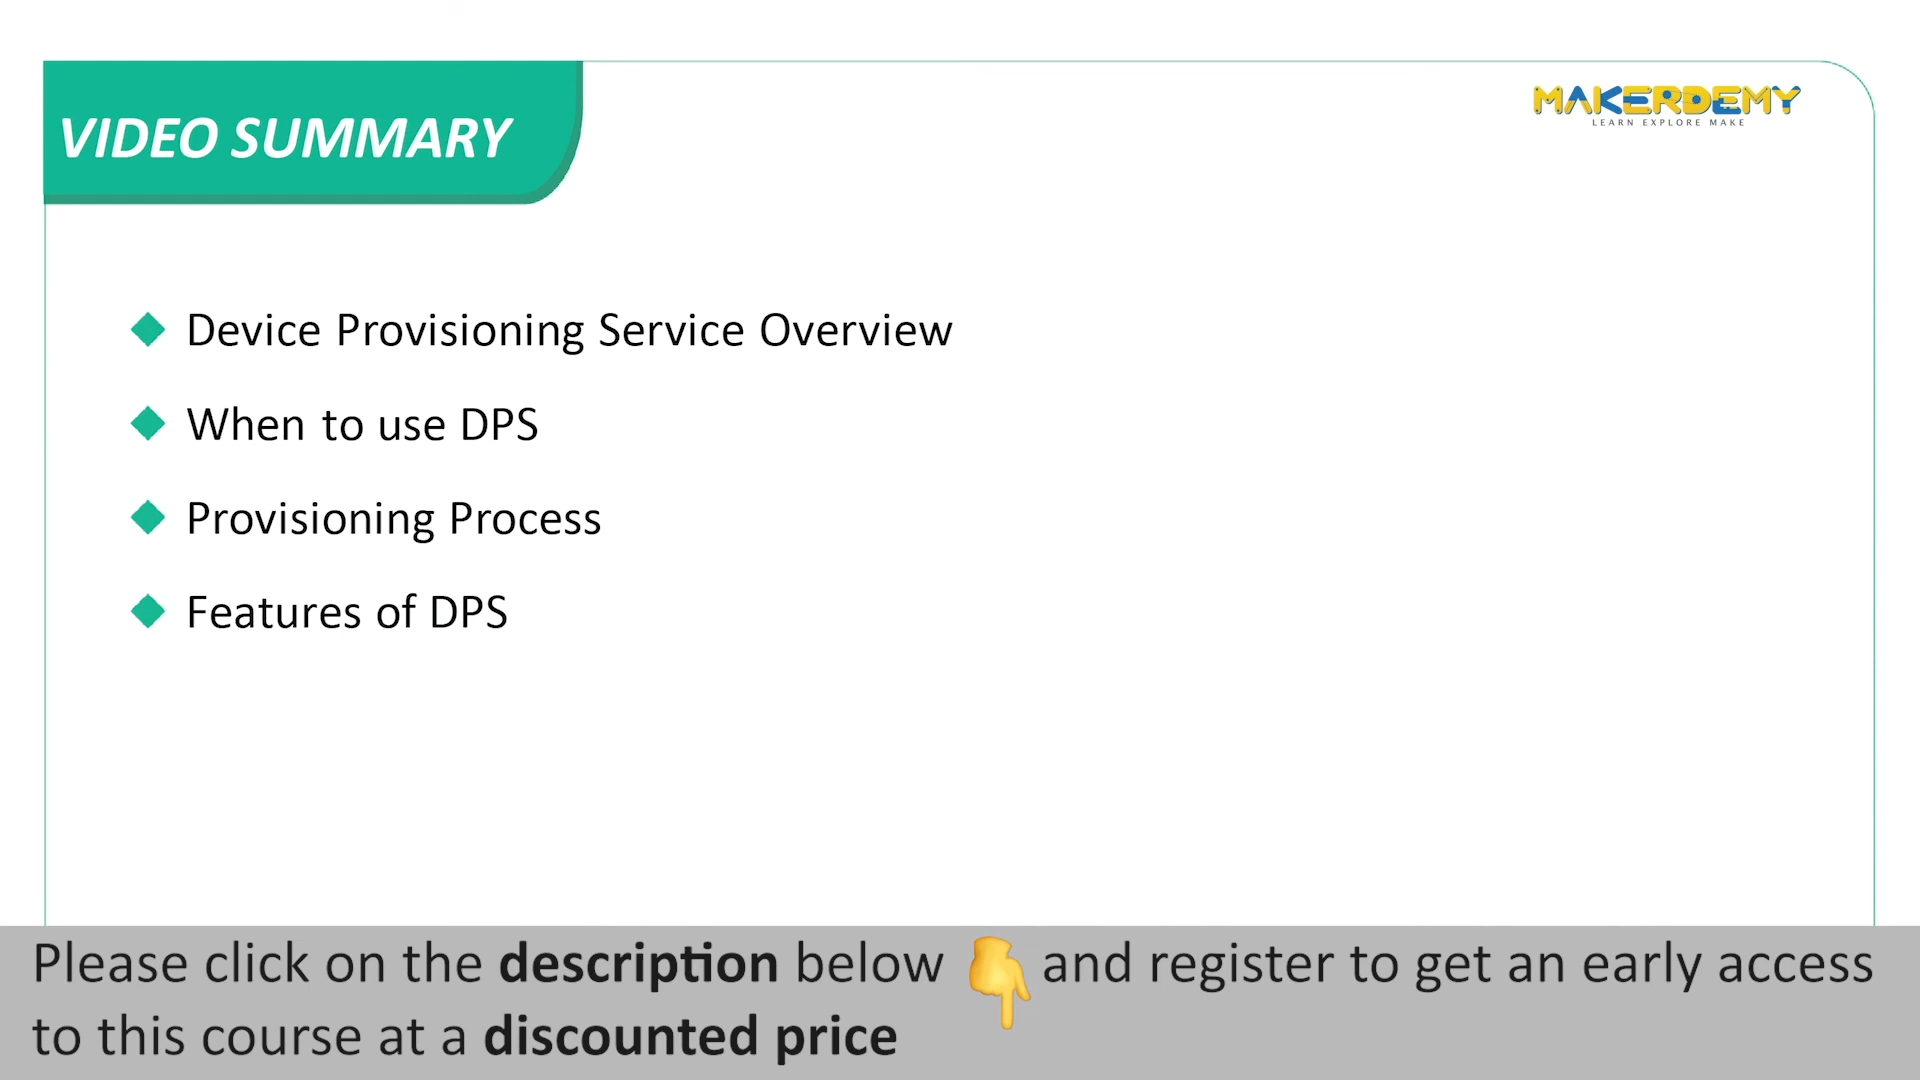 VIDEO SUMMARY
MAKERDEMY
LEARN EXPLORE MAKE
Device Provisioning Service Overview
When to use DPS
Provisioning Process
Features of DPS
Please click on the description below 👇 and register to get an early access
to this course at a discounted price